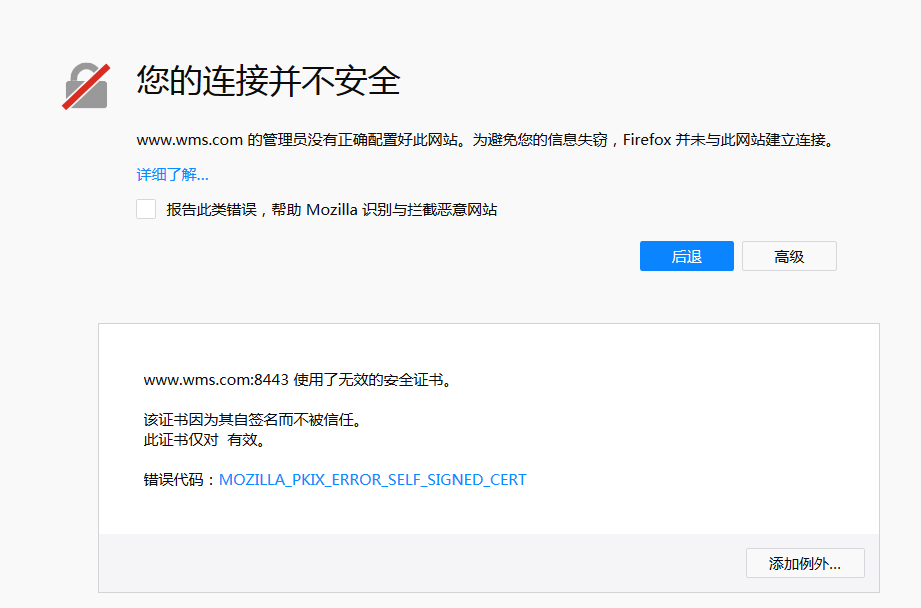 您的连接并不安全
www.wms.com 的管理员没有正确配置好此网站。为避免您的信息失窃，Firefox 并未与此网站建立连接。
详细了解...
报告此类错误，帮助 Mozilla 识别与拦截恶意网站
后退 高级
www.wms.com:8443 使用了无效的安全证书。
该证书因为其自签名而不被信任。
此证书仅对  有效。
错误代码：MOZILLA_PKIX_ERROR_SELF_SIGNED_CERT
添加例外...